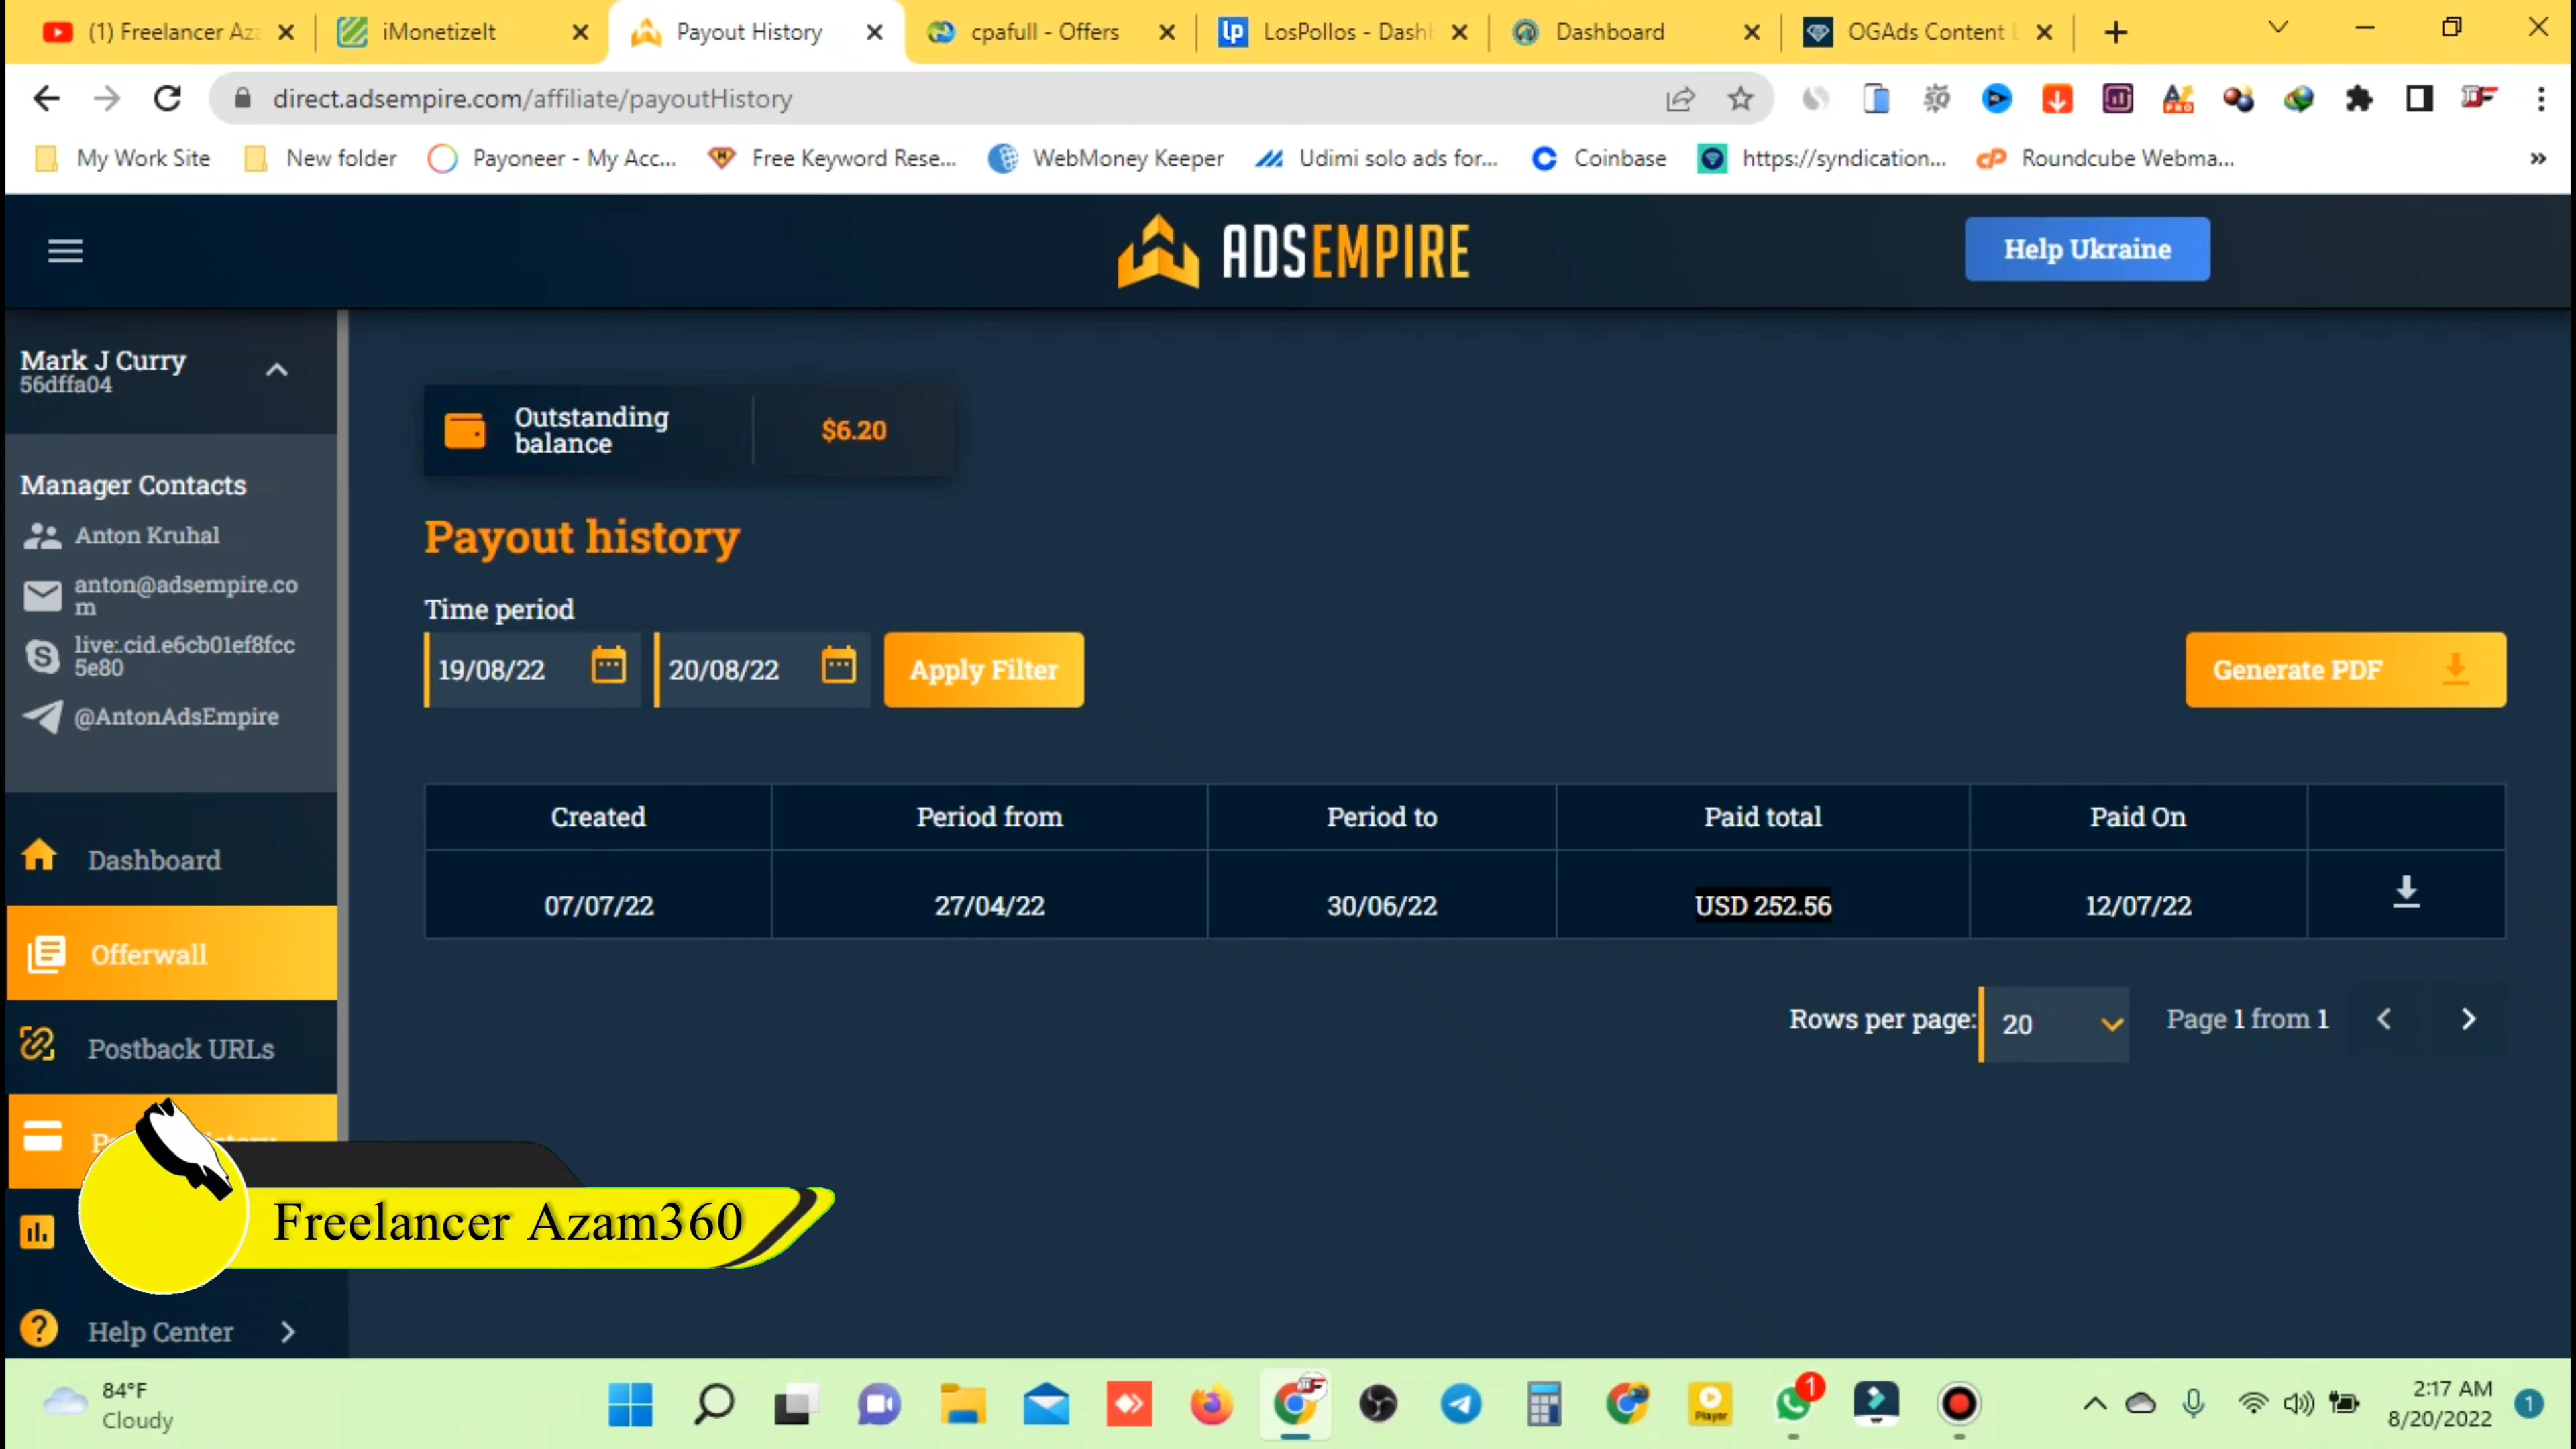 (1) Freelancer Aza
iMonetizeIt
Payout History
cpafull - Offers
LosPollos - Dash
Dashboard
OGAds Content L
direct.adsempire.com/affiliate/payoutHistory
My Work Site
New folder
Payoneer - My Acc...
Free Keyword Rese...
WebMoney Keeper
Udimi solo ads for...
Coinbase
https://syndication...
Roundcube Webma...
ADSEMPIRE
Help Ukraine
Mark J Curry
56dffa04
Outstanding
balance
$6.20
Manager Contacts
Anton Kruhal
anton@adsempire.co
m
live:.cid.e6cb01ef8fcc
5e80
@AntonAdsEmpire
Payout history
Time period
19/08/22
20/08/22
Apply Filter
Generate PDF
Created Period from Period to Paid total Paid On
07/07/22 27/04/22 30/06/22 USD 252.56 12/07/22
Rows per page: 20 Page 1 from 1
Dashboard
Offerwall
Postback URLs
Freelancer Azam360
Help Center
84°F
Cloudy
Player
1
2:17 AM
8/20/2022
1